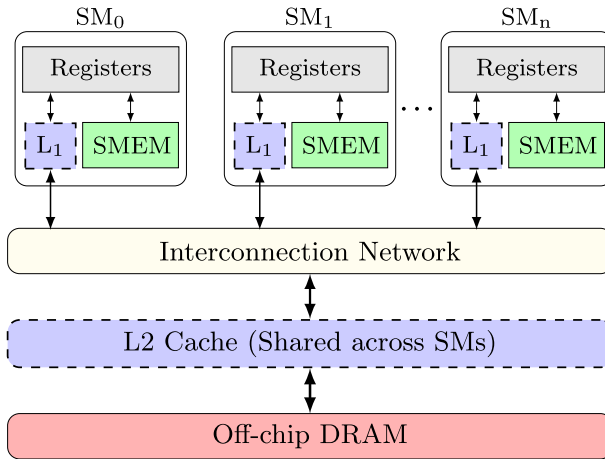 SM₀ SM₁ SMₙ
Registers Registers Registers
...
L₁ SMEM L₁ SMEM L₁ SMEM
Interconnection Network
L2 Cache (Shared across SMs)
Off-chip DRAM